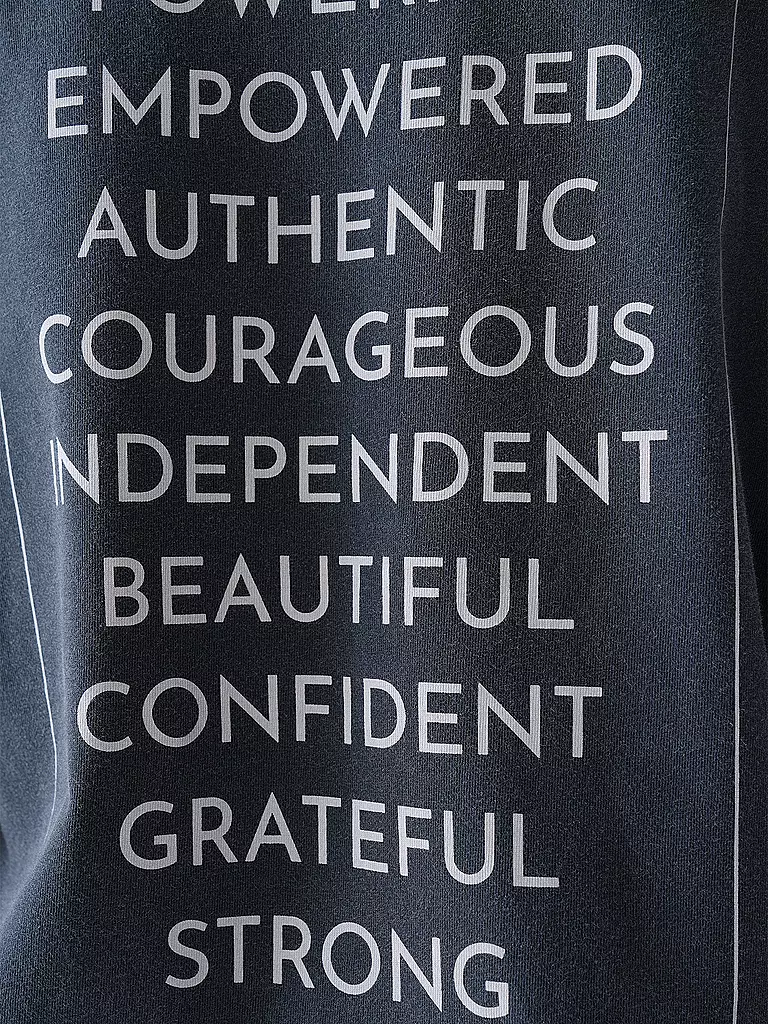 EMPOWERED
AUTHENTIC
COURAGEOUS
INDEPENDENT
BEAUTIFUL
CONFIDENT
GRATEFUL
STRONG